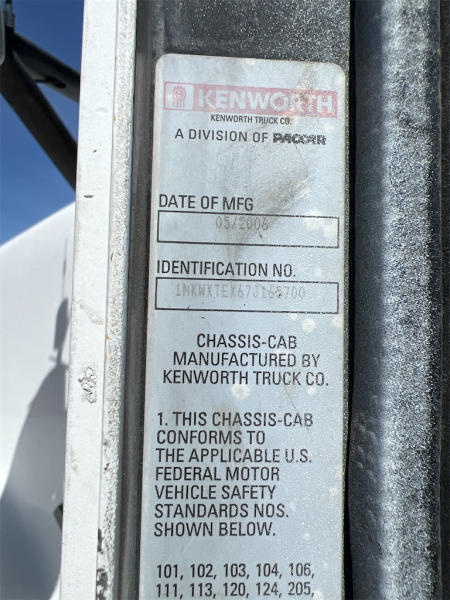 KENWORTH
KENWORTH TRUCK CO.
A DIVISION OF PACCAR
DATE OF MFG
05/2006
IDENTIFICATION NO.
CHASSIS-CAB
MANUFACTURED BY
KENWORTH TRUCK CO.
1. THIS CHASSIS-CAB
CONFORMS TO
THE APPLICABLE U.S.
FEDERAL MOTOR
VEHICLE SAFETY
STANDARDS NOS.
SHOWN BELOW.
101, 102, 103, 104, 106,
111, 113, 120, 124, 205,